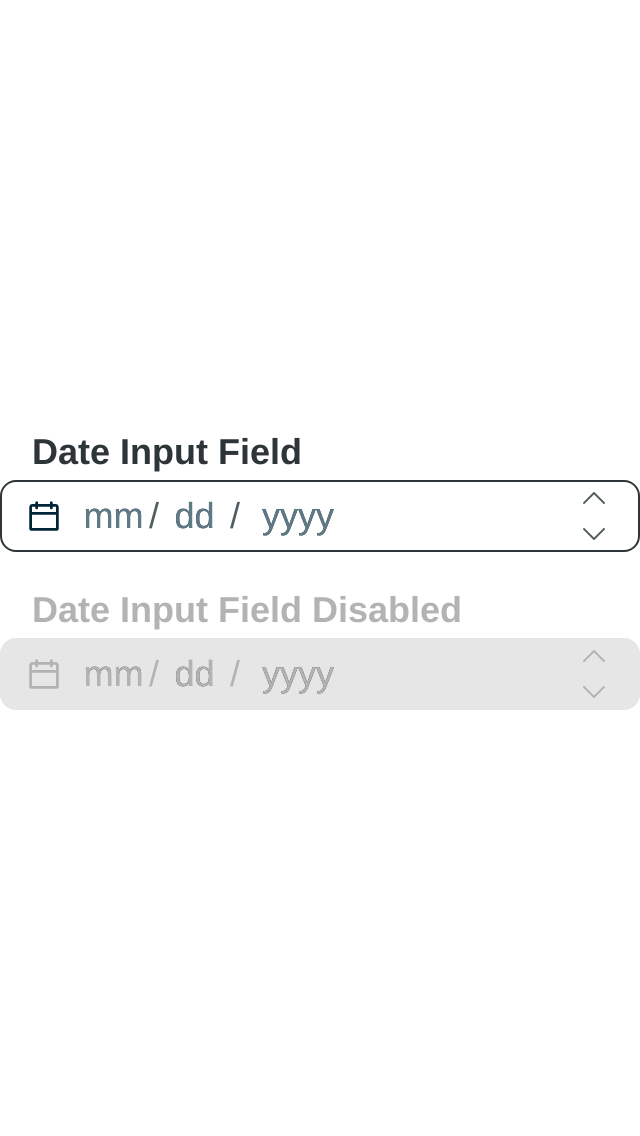 Date Input Field
mm / dd / yyyy
Date Input Field Disabled
mm / dd / yyyy